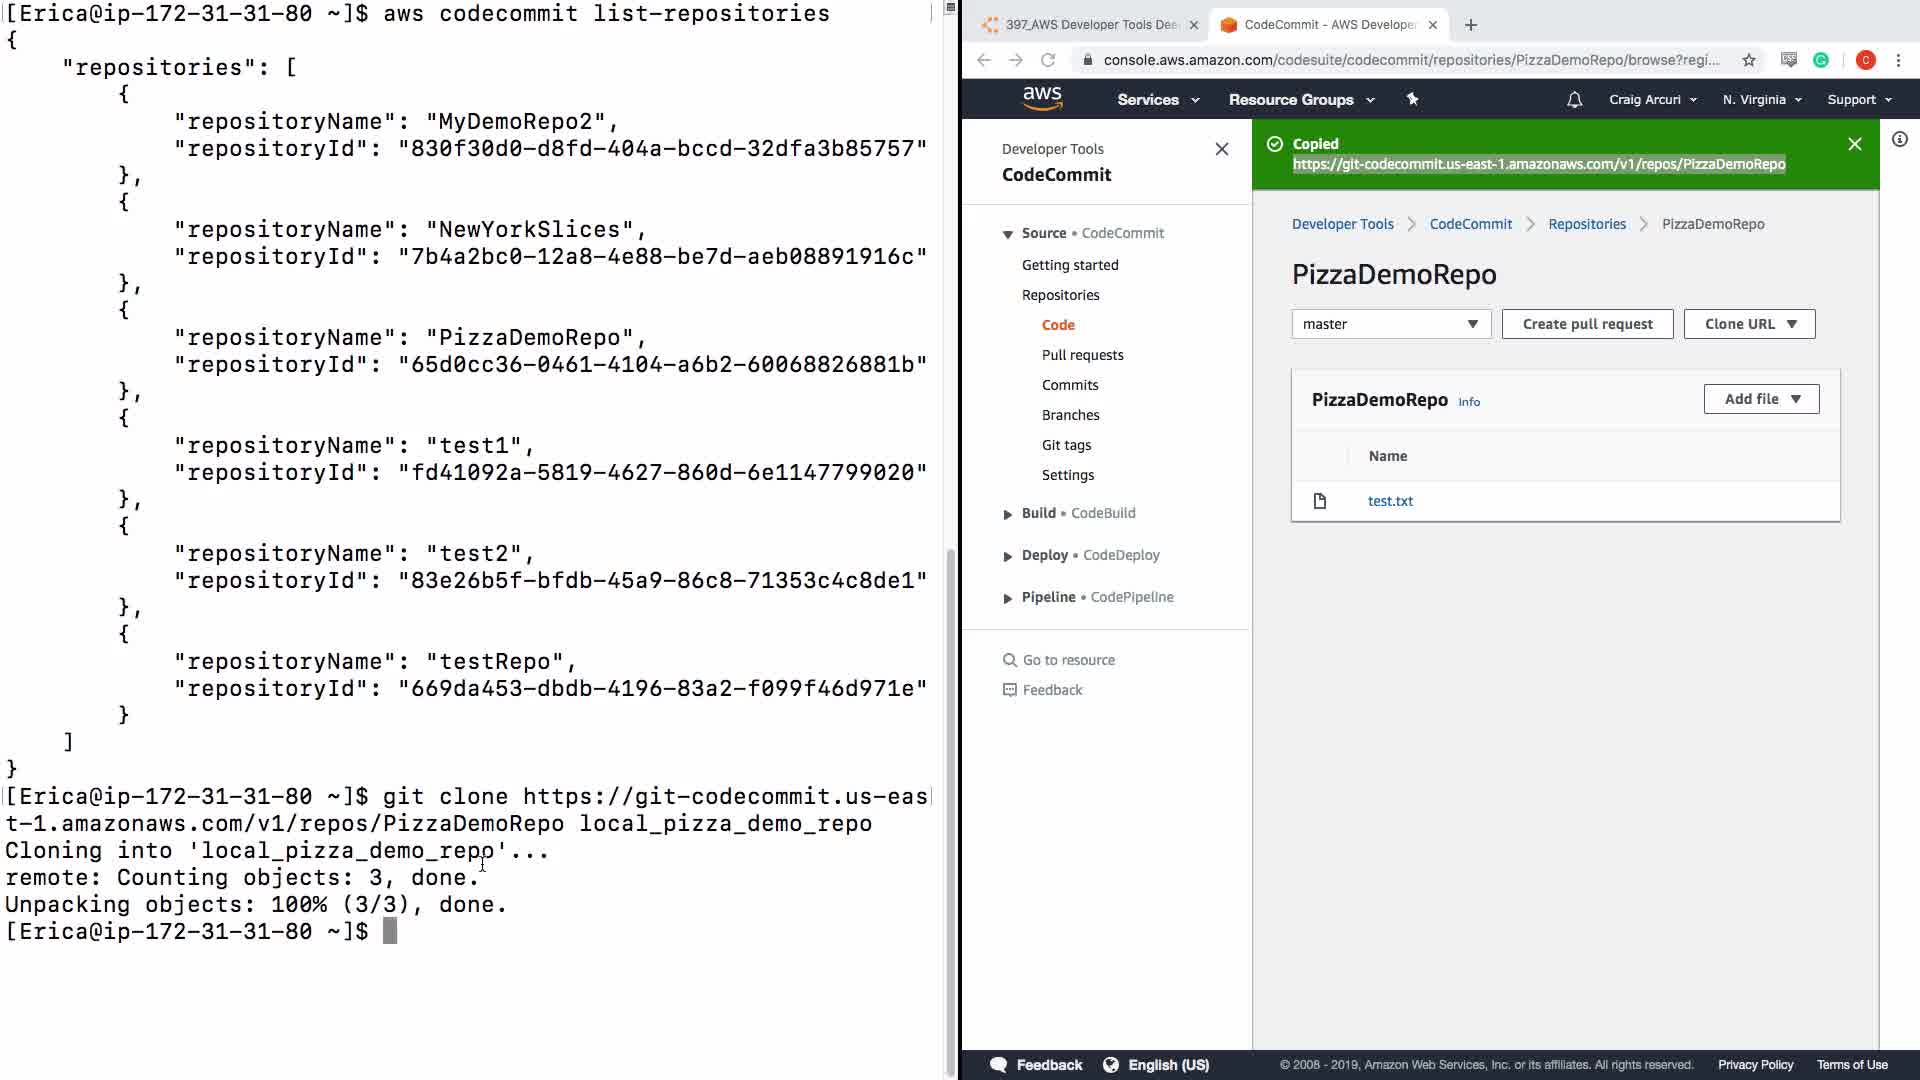 [Erica@ip-172-31-31-80 ~]$ aws codecommit list-repositories
{
"repositories": [
{
"repositoryName": "MyDemoRepo2",
"repositoryId": "830f30d0-d8fd-404a-bccd-32dfa3b85757"
},
{
"repositoryName": "NewYorkSlices",
"repositoryId": "7b4a2bc0-12a8-4e88-be7d-aeb08891916c"
},
{
"repositoryName": "PizzaDemoRepo",
"repositoryId": "65d0cc36-0461-4104-a6b2-60068826881b"
},
{
"repositoryName": "test1",
"repositoryId": "fd41092a-5819-4627-860d-6e1147799020"
},
{
"repositoryName": "test2",
"repositoryId": "83e26b5f-bfdb-45a9-86c8-71353c4c8de1"
},
{
"repositoryName": "testRepo",
"repositoryId": "669da453-dbdb-4196-83a2-f099f46d971e"
}
]
}
[Erica@ip-172-31-31-80 ~]$ git clone https://git-codecommit.us-eas
t-1.amazonaws.com/v1/repos/PizzaDemoRepo local_pizza_demo_repo
Cloning into 'local_pizza_demo_repo'...
remote: Counting objects: 3, done.
Unpacking objects: 100% (3/3), done.
[Erica@ip-172-31-31-80 ~]$
397_AWS Developer Tools Dee
CodeCommit - AWS Developer
console.aws.amazon.com/codesuite/codecommit/repositories/PizzaDemoRepo/browse?regi...
C
aws Services Resource Groups Craig Arcuri N. Virginia Support
Developer Tools
CodeCommit
Source • CodeCommit
Getting started
Repositories
Code
Pull requests
Commits
Branches
Git tags
Settings
Build • CodeBuild
Deploy • CodeDeploy
Pipeline • CodePipeline
Go to resource
Feedback
Copied
https://git-codecommit.us-east-1.amazonaws.com/v1/repos/PizzaDemoRepo
Developer Tools > CodeCommit > Repositories > PizzaDemoRepo
PizzaDemoRepo
master Create pull request Clone URL
PizzaDemoRepo Info Add file
Name
test.txt
Feedback English (US) © 2008 - 2019, Amazon Web Services, Inc. or its affiliates. All rights reserved. Privacy Policy Terms of Use